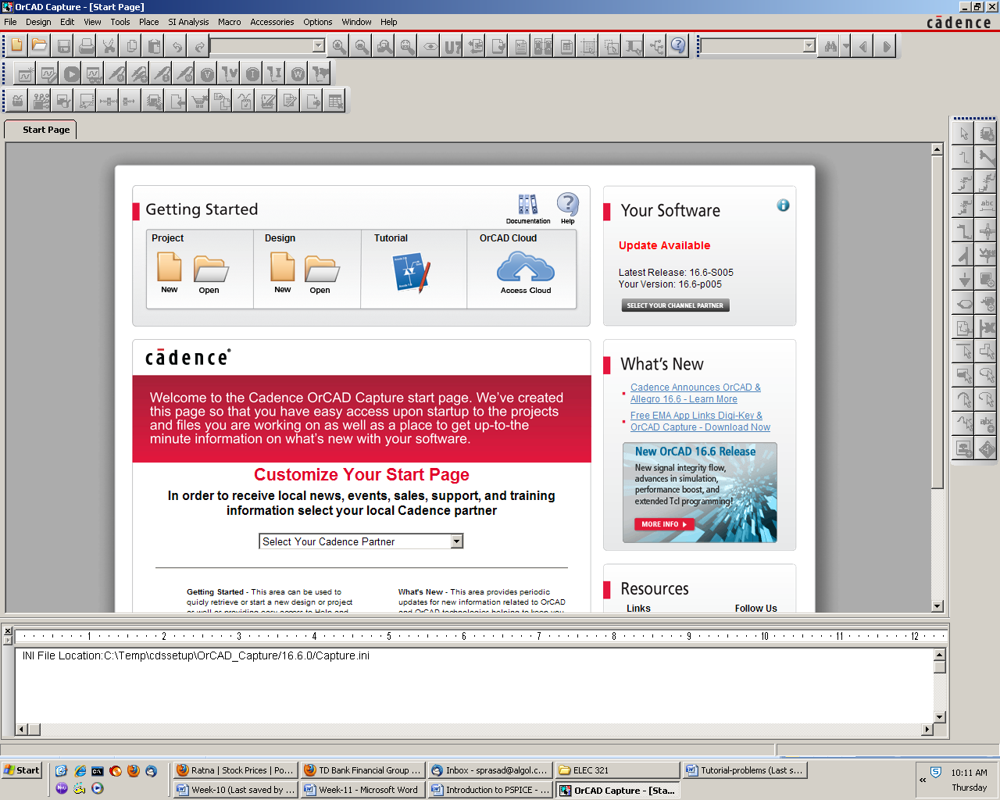 OrCAD Capture - [Start Page]
File Design Edit View Tools Place SI Analysis Macro Accessories Options Window Help
cādence
U?
V
V
I
I
W
Start Page
abc
abc
Getting Started
Documentation
Help
Project
Design
Tutorial
OrCAD Cloud
New
Open
New
Open
Access Cloud
Your Software
Update Available
Latest Release: 16.6-S005
Your Version: 16.6-p005
SELECT YOUR CHANNEL PARTNER
cādence®
Welcome to the Cadence OrCAD Capture start page. We've created
this page so that you have easy access upon startup to the projects
and files you are working on as well as a place to get up-to-the
minute information on what's new with your software.
Customize Your Start Page
In order to receive local news, events, sales, support, and training
information select your local Cadence partner
Select Your Cadence Partner
Getting Started - This area can be used to
quicly retrieve or start a new design or project
What's New - This area provides periodic
updates for new information related to OrCAD
What's New
Cadence Announces OrCAD &
Allegro 16.6 - Learn More
Free EMA App Links Digi-Key &
OrCAD Capture - Download Now
New OrCAD 16.6 Release
New signal integrity flow,
advances in simulation,
performance boost, and
extended Tcl programming!
MORE INFO
Resources
Links
Follow Us
1 2 3 4 5 6 7 8 9 10 11 12
INI File Location:C:\Temp\cdssetup\OrCAD_Capture/16.6.0/Capture.ini
Start
Ratna | Stock Prices | Po...
TD Bank Financial Group ...
Inbox - sprasad@algol.c...
ELEC 321
Tutorial-problems (Last s...
Week-10 (Last saved by ...
Week-11 - Microsoft Word
Introduction to PSPICE - ...
OrCAD Capture - [Sta...
«
10:11 AM
Thursday